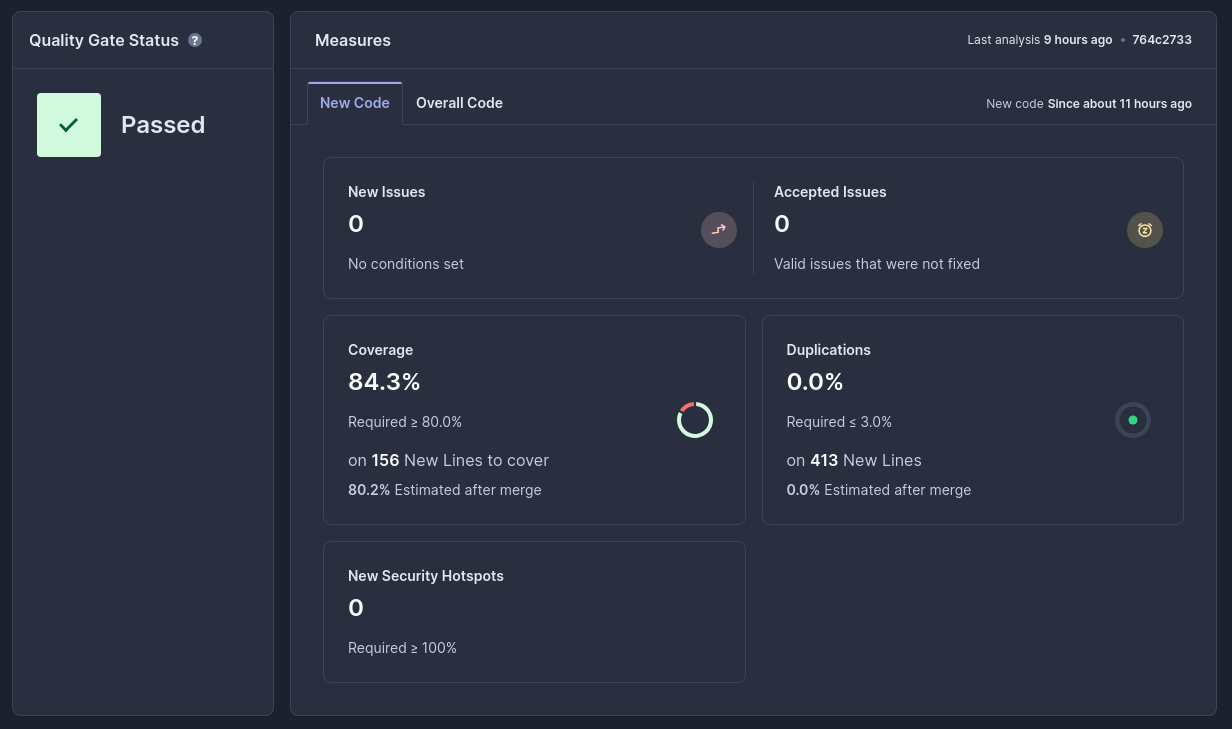 Quality Gate Status ?
Passed
Measures
Last analysis 9 hours ago • 764c2733
New Code
Overall Code
New code Since about 11 hours ago
New Issues
0
No conditions set
Accepted Issues
0
Valid issues that were not fixed
Coverage
84.3%
Required ≥ 80.0%
on 156 New Lines to cover
80.2% Estimated after merge
Duplications
0.0%
Required ≤ 3.0%
on 413 New Lines
0.0% Estimated after merge
New Security Hotspots
0
Required ≥ 100%